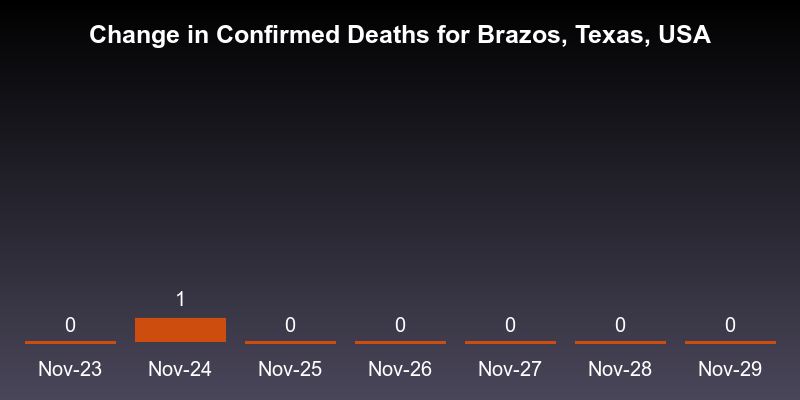 Change in Confirmed Deaths for Brazos, Texas, USA
0 1 0 0 0 0 0
Nov-23 Nov-24 Nov-25 Nov-26 Nov-27 Nov-28 Nov-29